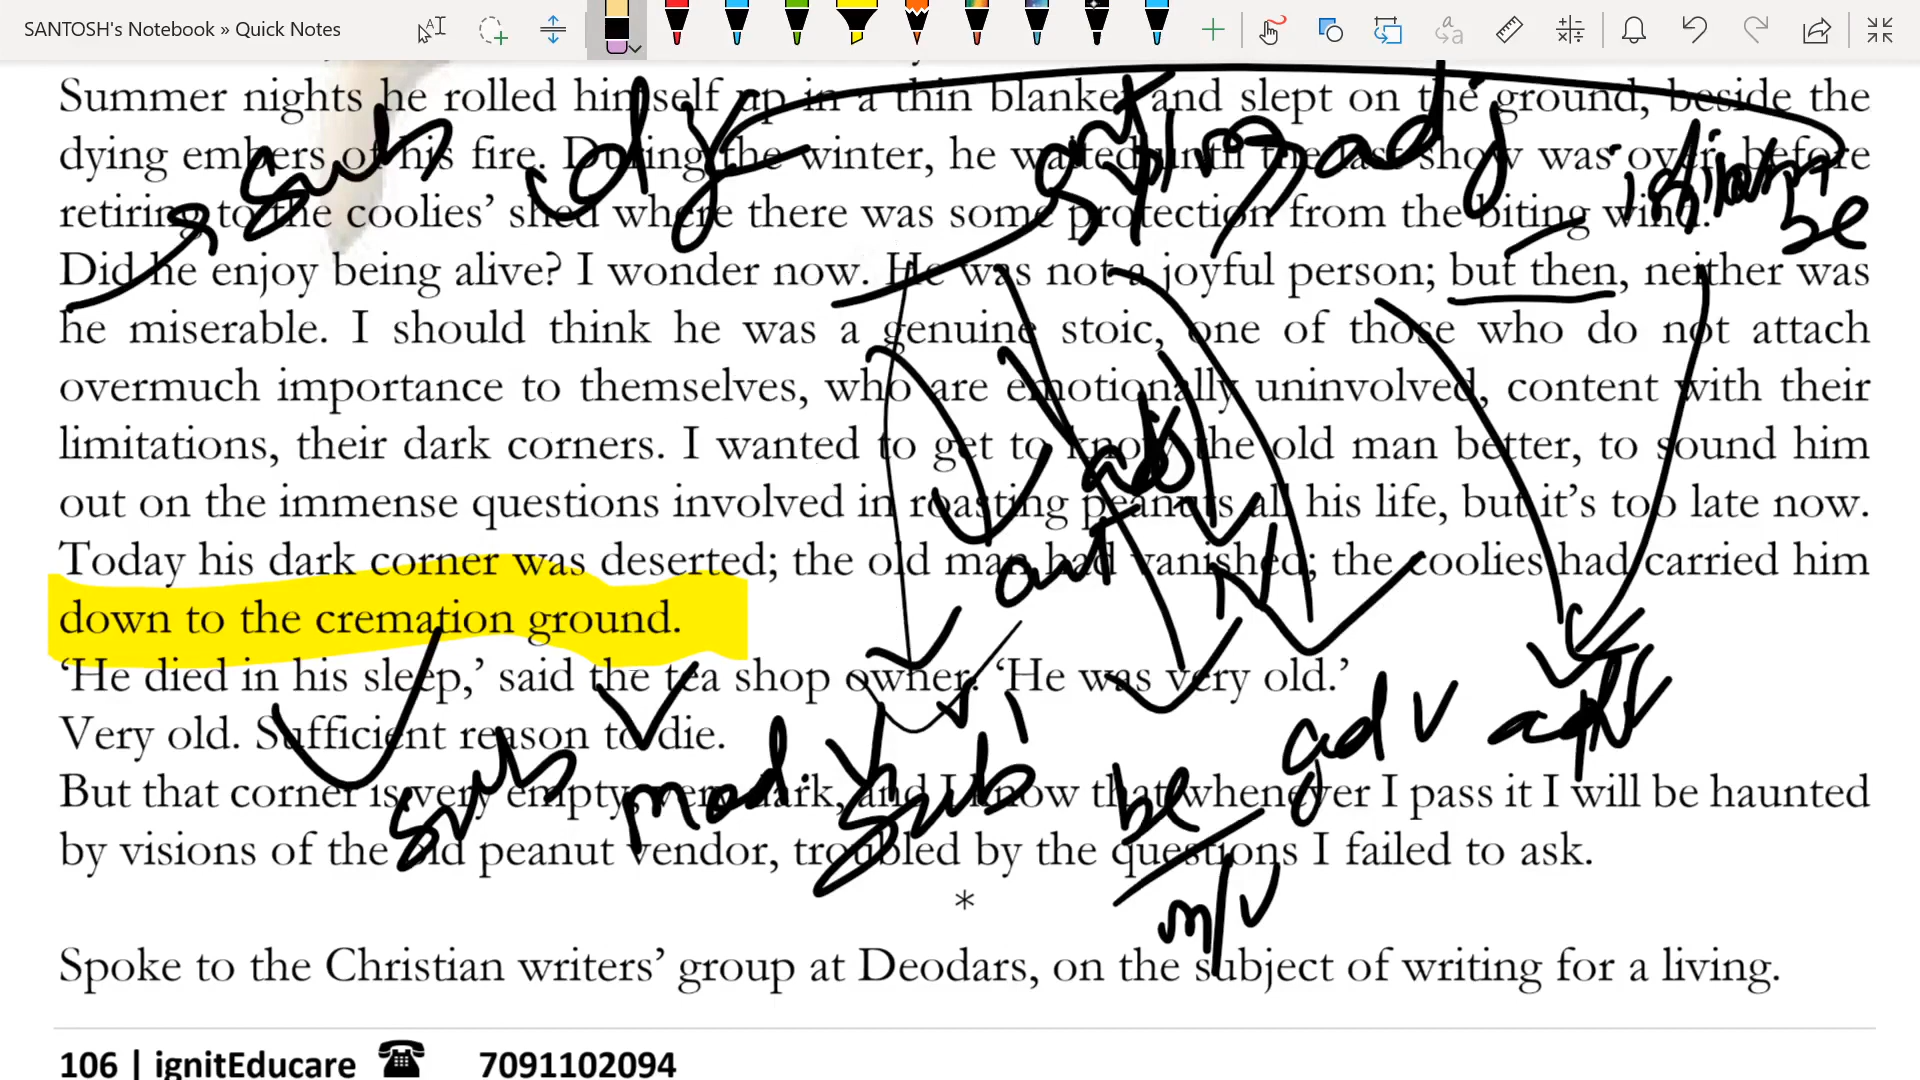 SANTOSH's Notebook » Quick Notes
Summer nights he rolled himself up in a thin blanket and slept on the ground, beside the
dying embers of his fire. During the winter, he waited until the last show was over, before
retiring to the coolies’ shed where there was some protection from the biting wind.
Did he enjoy being alive? I wonder now. He was not a joyful person; but then, neither was
he miserable. I should think he was a genuine stoic, one of those who do not attach
overmuch importance to themselves, who are emotionally uninvolved, content with their
limitations, their dark corners. I wanted to get to know the old man better, to sound him
out on the immense questions involved in roasting peanuts all his life, but it’s too late now.
Today his dark corner was deserted; the old man had vanished; the coolies had carried him
down to the cremation ground.
‘He died in his sleep,’ said the tea shop owner. ‘He was very old.’
Very old. Sufficient reason to die.
But that corner is very empty, very dark, and I know that whenever I pass it I will be haunted
by visions of the old peanut vendor, troubled by the questions I failed to ask.
*
Spoke to the Christian writers’ group at Deodars, on the subject of writing for a living.
106 | ignitEducare 7091102094
sub
adj
be
and
sub
mod
sub
be
adv
m/v